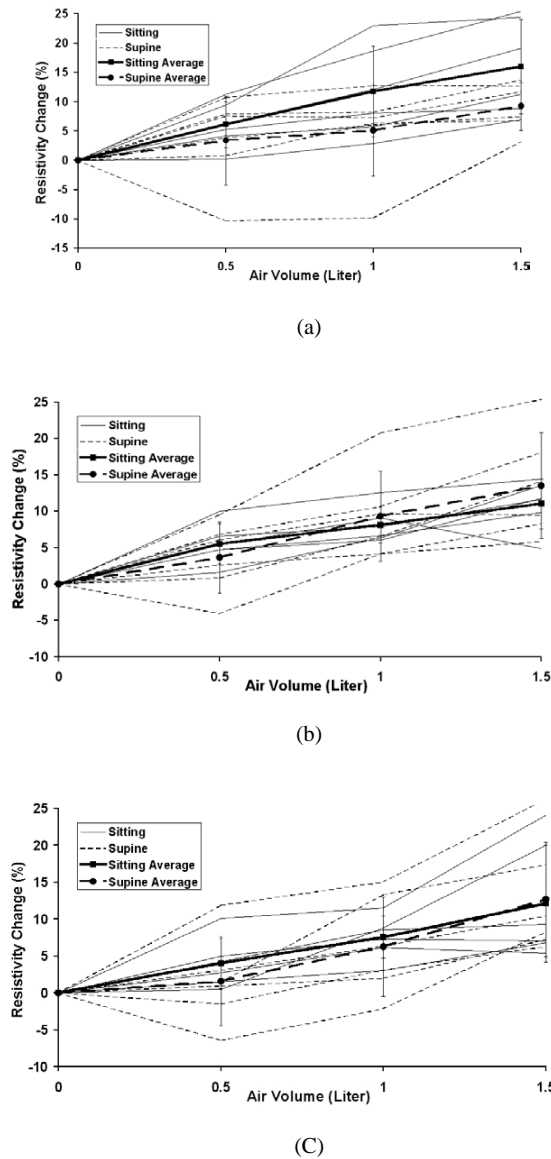 25
20
15
10
5
0
-5
-10
-15
Resistivity Change (%)
Sitting
Supine
Sitting Average
Supine Average
0
0.5
1
1.5
Air Volume (Liter)
(a)
25
20
15
10
5
0
-5
-10
Resistivity Change (%)
Sitting
Supine
Sitting Average
Supine Average
0
0.5
1
1.5
Air Volume (Liter)
(b)
25
20
15
10
5
0
-5
-10
Resistivity Change (%)
Sitting
Supine
Sitting Average
Supine Average
0
0.5
1
1.5
Air Volume (Liter)
(C)